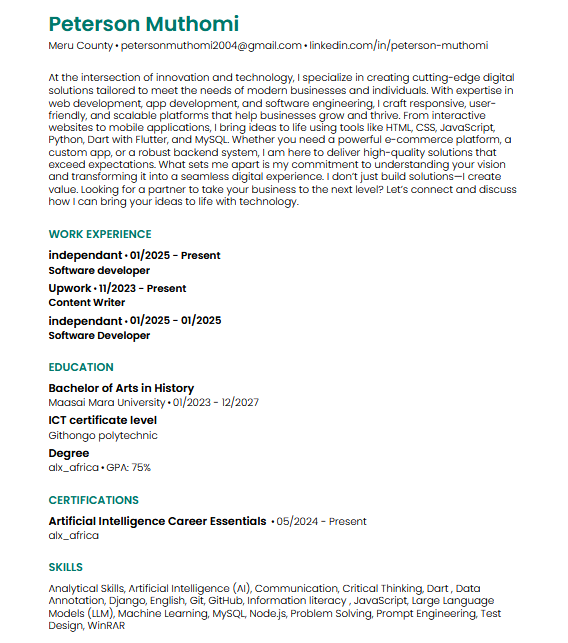 Peterson Muthomi
Meru County • petersonmuthomi2004@gmail.com • linkedin.com/in/peterson-muthomi
At the intersection of innovation and technology, I specialize in creating cutting-edge digital
solutions tailored to meet the needs of modern businesses and individuals. With expertise in
web development, app development, and software engineering, I craft responsive, user-
friendly, and scalable platforms that help businesses grow and thrive. From interactive
websites to mobile applications, I bring ideas to life using tools like HTML, CSS, JavaScript,
Python, Dart with Flutter, and MySQL. Whether you need a powerful e-commerce platform, a
custom app, or a robust backend system, I am here to deliver high-quality solutions that
exceed expectations. What sets me apart is my commitment to understanding your vision
and transforming it into a seamless digital experience. I don’t just build solutions—I create
value. Looking for a partner to take your business to the next level? Let’s connect and discuss
how I can bring your ideas to life with technology.
WORK EXPERIENCE
independant • 01/2025 - Present
Software developer
Upwork • 11/2023 - Present
Content Writer
independant • 01/2025 - 01/2025
Software Developer
EDUCATION
Bachelor of Arts in History
Maasai Mara University • 01/2023 - 12/2027
ICT certificate level
Githongo polytechnic
Degree
alx_africa • GPA: 75%
CERTIFICATIONS
Artificial Intelligence Career Essentials • 05/2024 - Present
alx_africa
SKILLS
Analytical Skills, Artificial Intelligence (AI), Communication, Critical Thinking, Dart , Data
Annotation, Django, English, Git, GitHub, Information literacy , JavaScript, Large Language
Models (LLM), Machine Learning, MySQL, Node.js, Problem Solving, Prompt Engineering, Test
Design, WinRAR